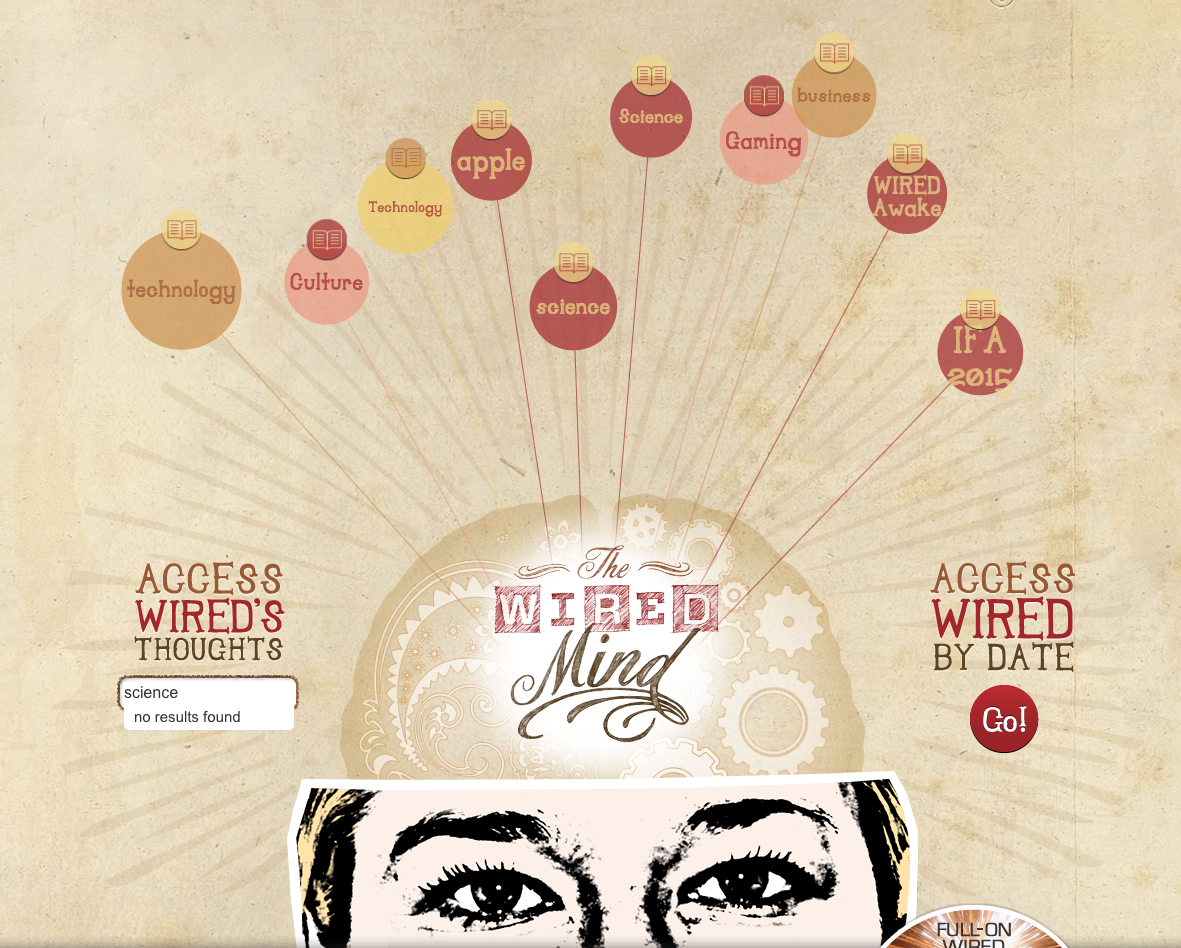 Science
business
Gaming
apple
WIRED
Awake
Technology
Culture
technology
science
IFA
2015
The
WIRED
Mind
ACCESS
WIRED'S
THOUGHTS
science
no results found
ACCESS
WIRED
BY DATE
Go!
FULL-ON
WIRED